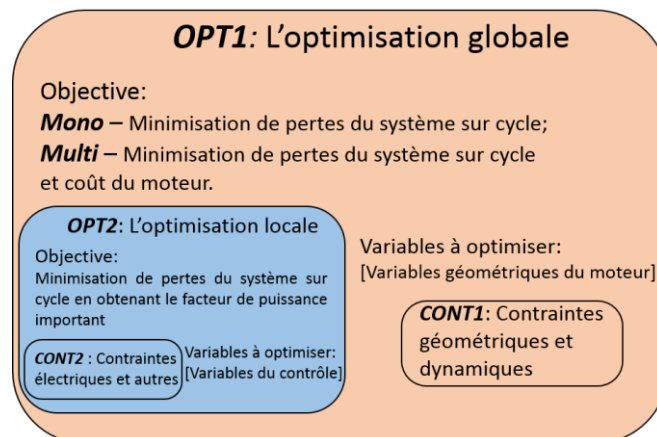 OPT1: L'optimisation globale
Objective:
Mono – Minimisation de pertes du système sur cycle;
Multi – Minimisation de pertes du système sur cycle
et coût du moteur.
OPT2: L'optimisation locale
Objective:
Minimisation de pertes du système sur
cycle en obtenant le facteur de puissance
important
CONT2 : Contraintes
électriques et autres
Variables à optimiser:
[Variables du contrôle]
Variables à optimiser:
[Variables géométriques du moteur]
CONT1: Contraintes
géométriques et
dynamiques